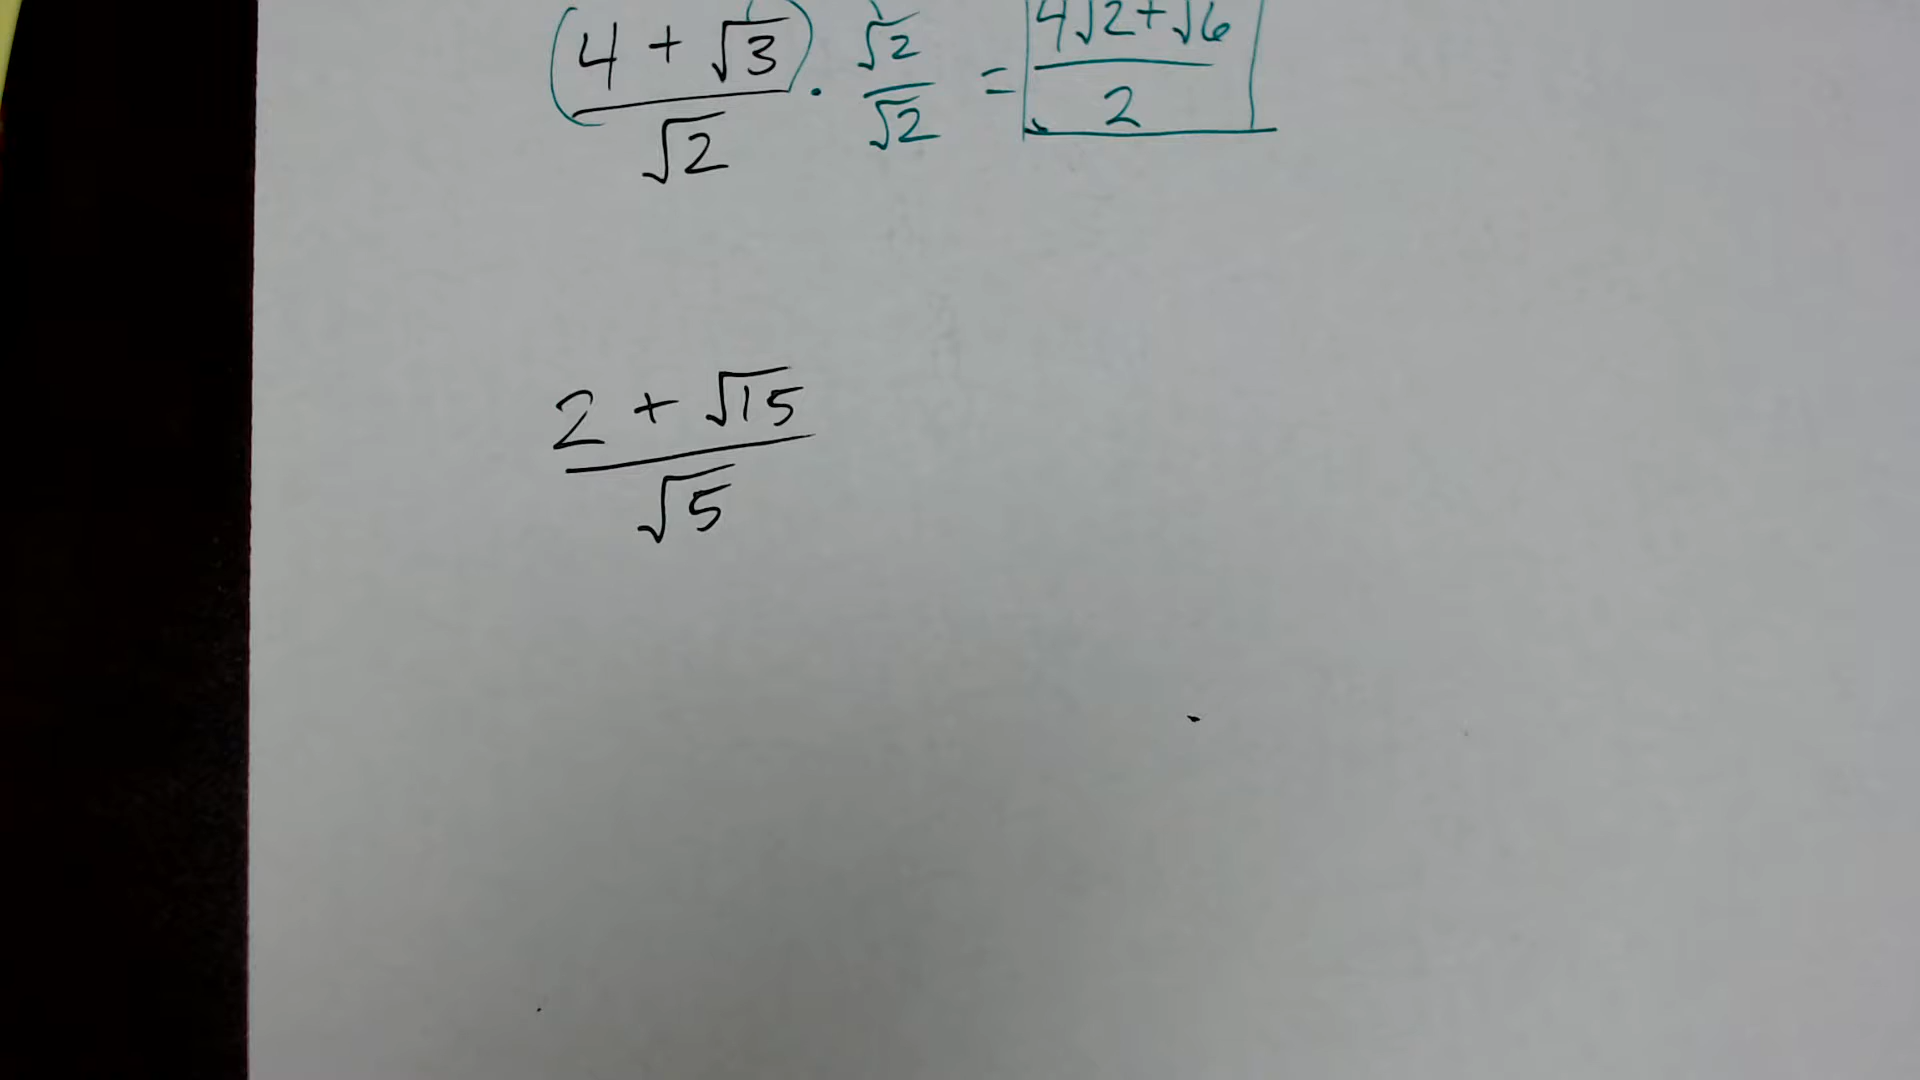 (4 + √3)/√2 · √2/√2 = (4√2+√6)/2
(2 + √15)/√5